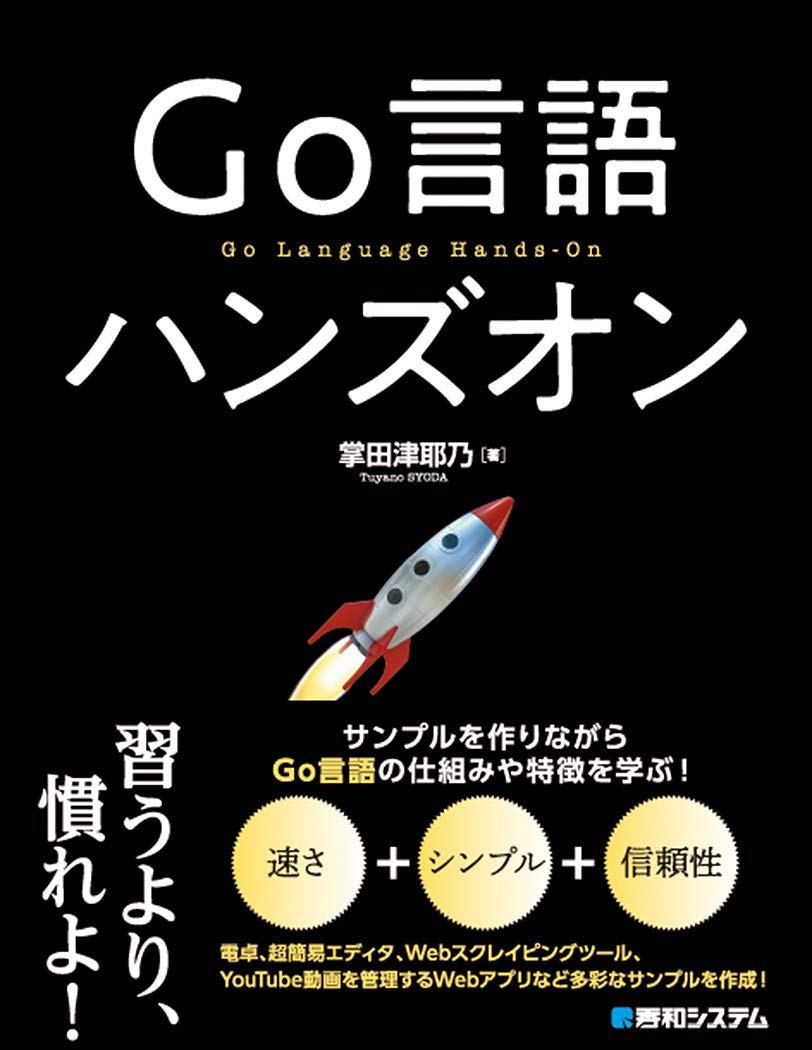 Go言語
Go Language Hands-On
ハンズオン
掌田津耶乃［著］
Tuyano SYODA
習うより、
慣れよ！
サンプルを作りながら
Go言語の仕組みや特徴を学ぶ！
速さ＋シンプル＋信頼性
電卓、超簡易エディタ、Webスクレイピングツール、
YouTube動画を管理するWebアプリなど多彩なサンプルを作成！
秀和システム